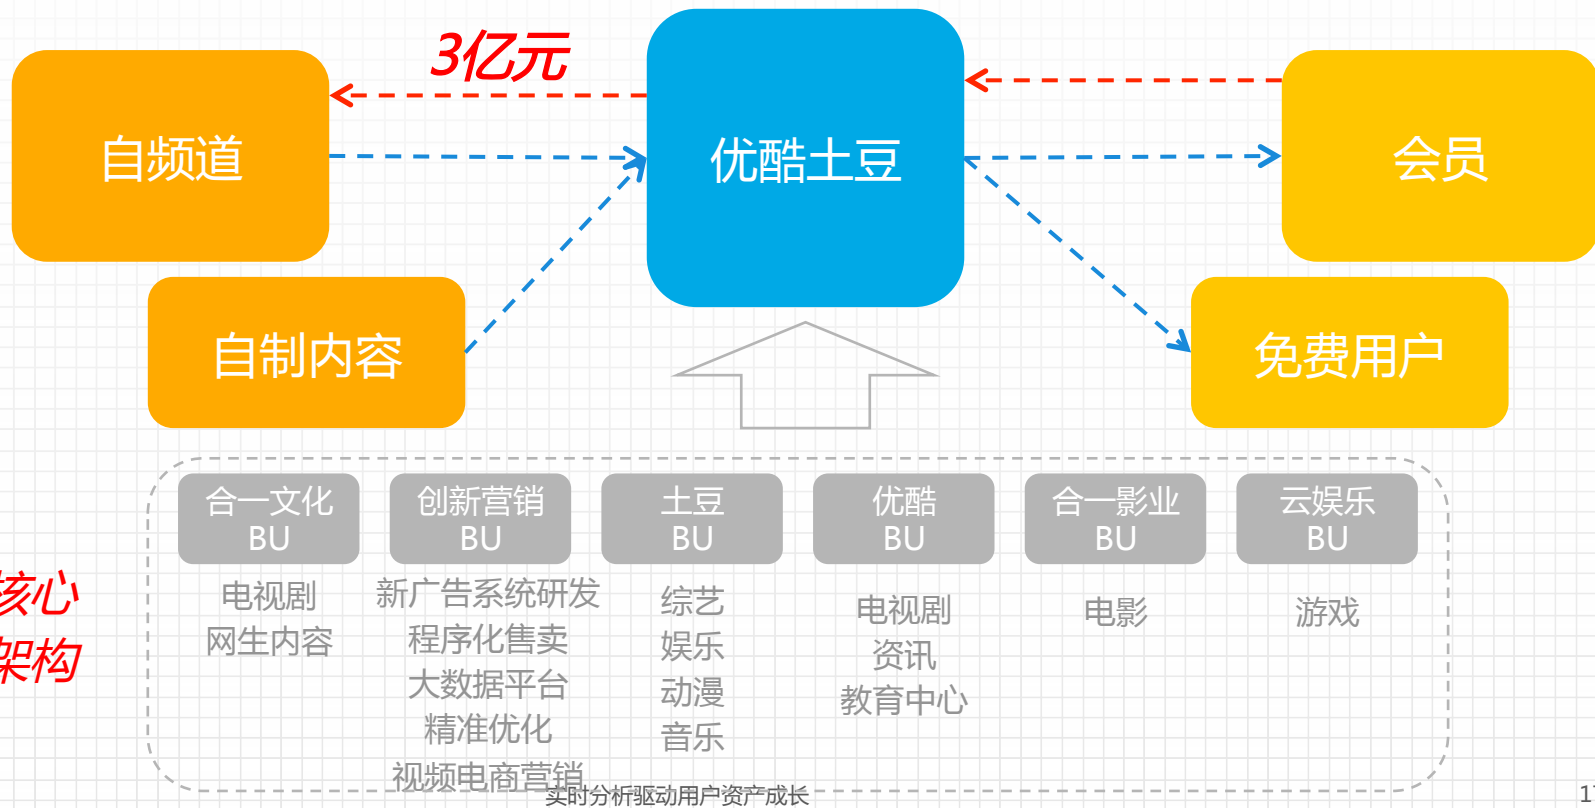 3亿元
自频道
优酷土豆
会员
自制内容
免费用户
合一文化
BU
创新营销
BU
土豆
BU
优酷
BU
合一影业
BU
云娱乐
BU
电视剧
网生内容
新广告系统研发
程序化售卖
大数据平台
精准优化
视频电商营销
综艺
娱乐
动漫
音乐
电视剧
资讯
教育中心
电影
游戏
核心
架构
实时分析驱动用户资产成长
1